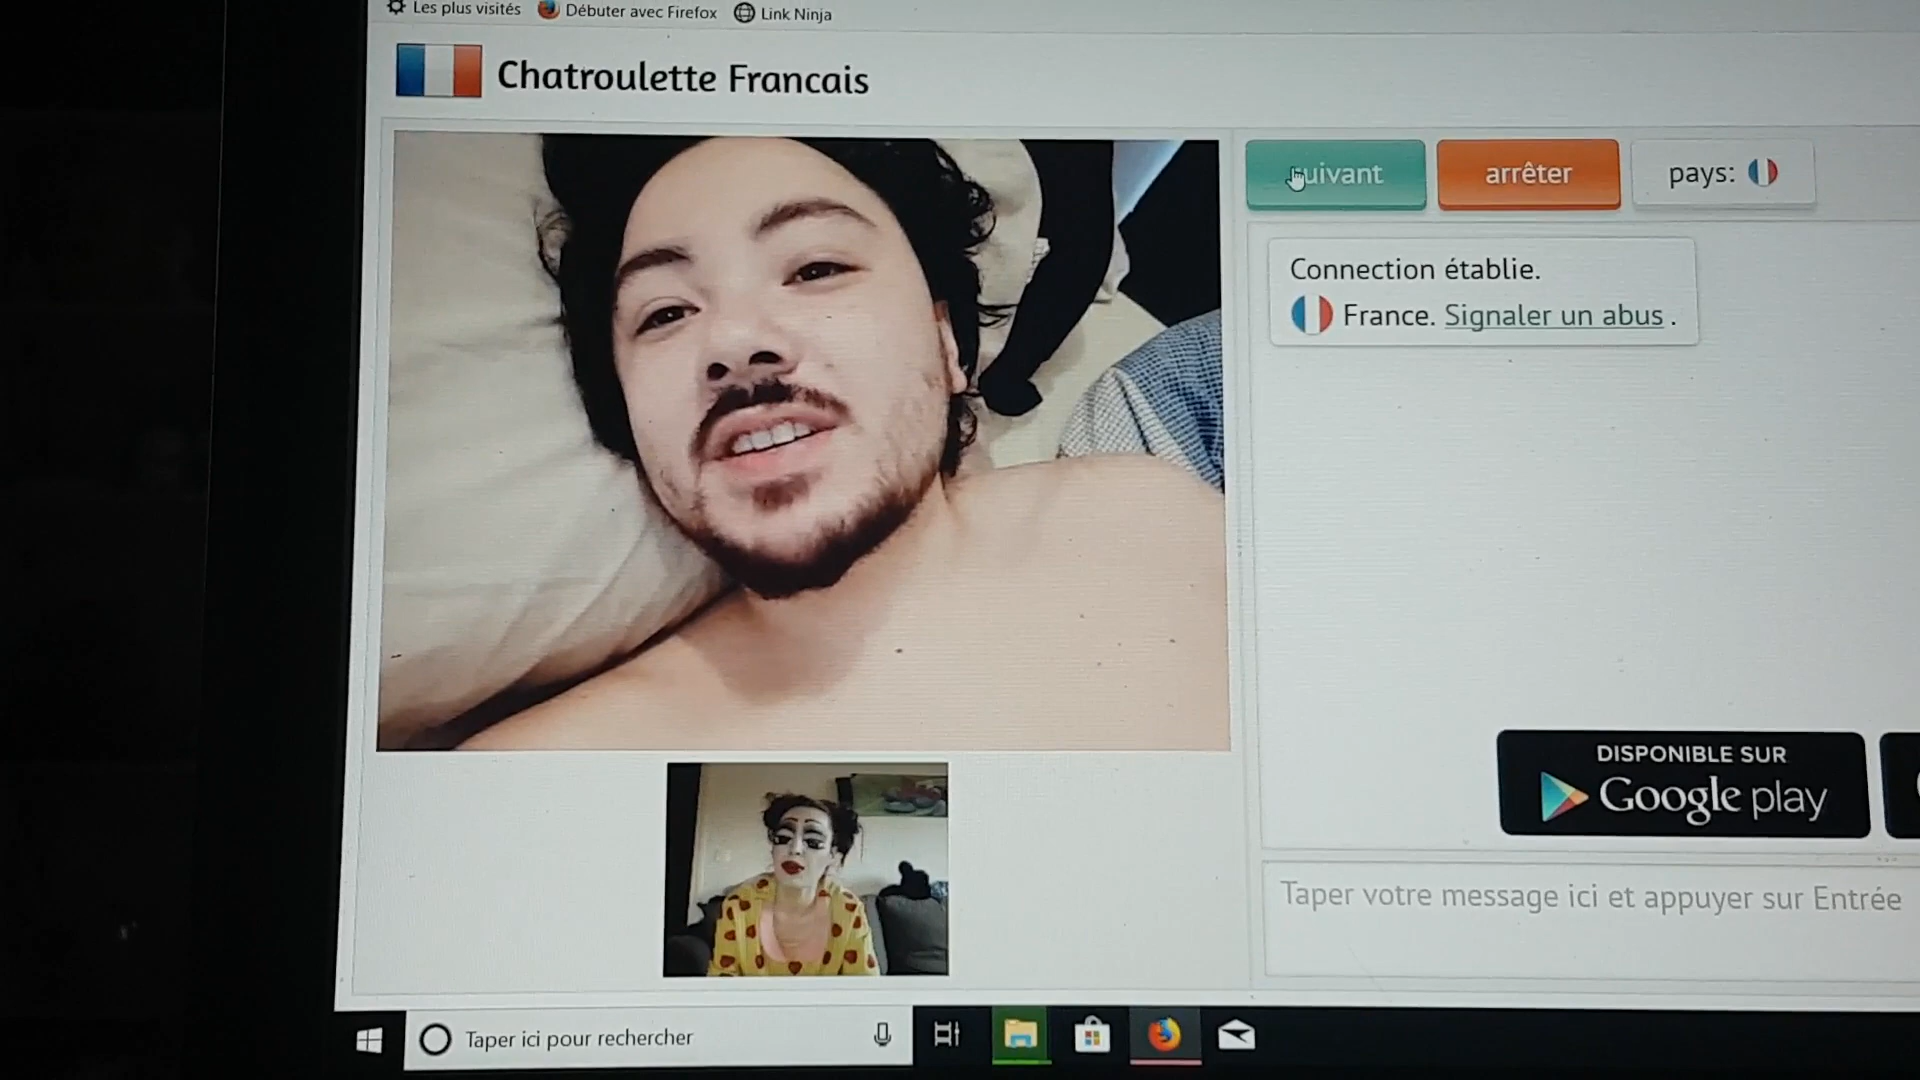 Les plus visités Débuter avec Firefox Link Ninja
Chatroulette Francais
suivant arrêter pays:
Connection établie.
France. Signaler un abus .
DISPONIBLE SUR
Google play
Taper votre message ici et appuyer sur Entrée
Taper ici pour rechercher